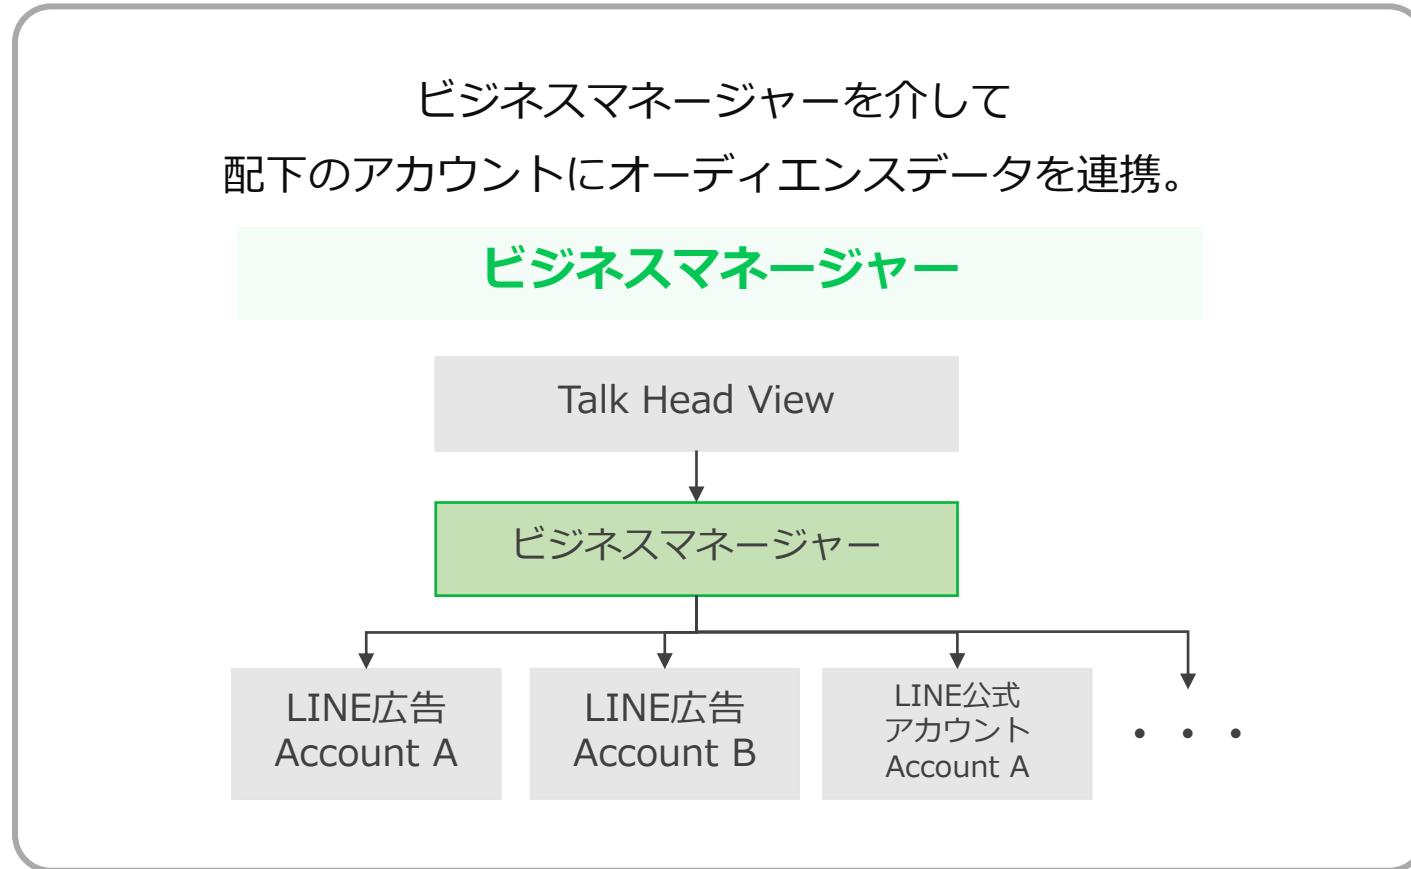 ビジネスマネージャーを介して
配下のアカウントにオーディエンスデータを連携。
ビジネスマネージャー
Talk Head View
ビジネスマネージャー
LINE広告
Account A
LINE広告
Account B
LINE公式
アカウント
Account A
・・・